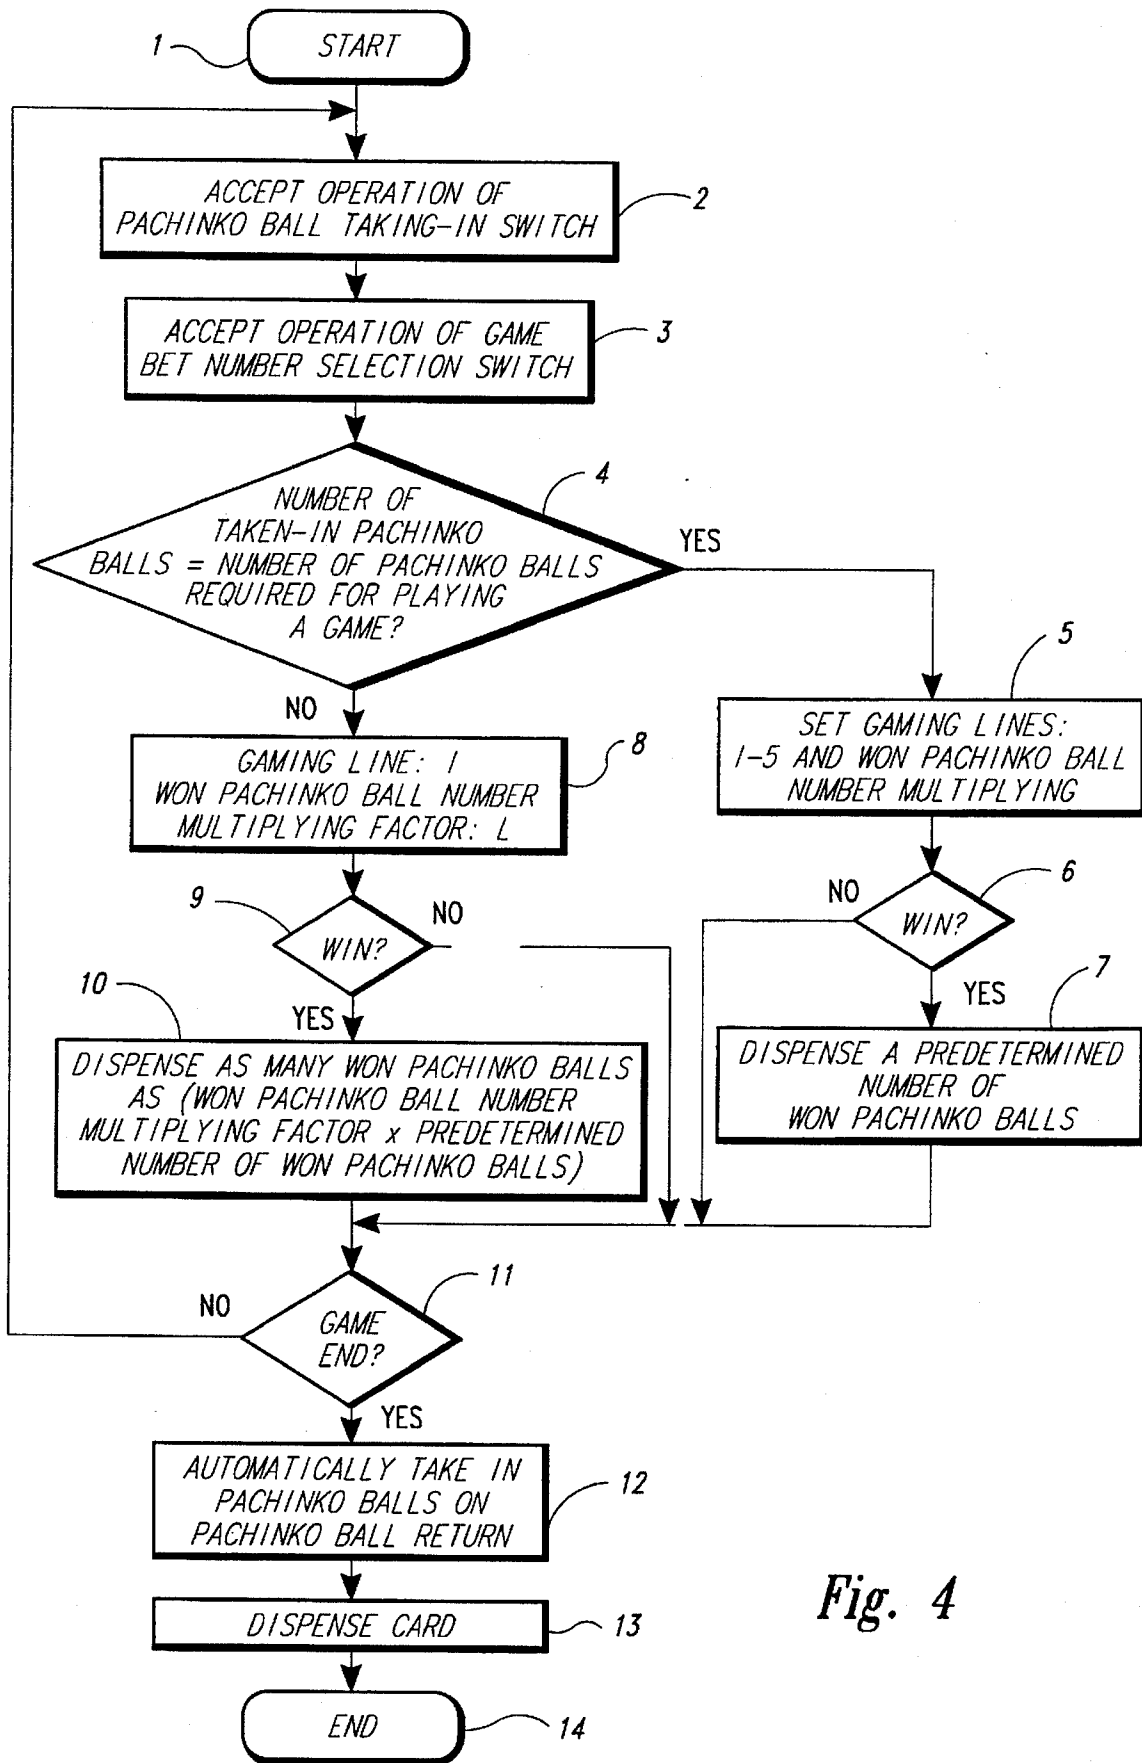 1
START
ACCEPT OPERATION OF
PACHINKO BALL TAKING-IN SWITCH
2
ACCEPT OPERATION OF GAME
BET NUMBER SELECTION SWITCH
3
NUMBER OF
TAKEN-IN PACHINKO
BALLS = NUMBER OF PACHINKO BALLS
REQUIRED FOR PLAYING
A GAME?
4
YES
NO
5
SET GAMING LINES:
1-5 AND WON PACHINKO BALL
NUMBER MULTIPLYING
GAMING LINE: 1
WON PACHINKO BALL NUMBER
MULTIPLYING FACTOR: L
8
9
WIN?
NO
YES
6
WIN?
NO
YES
10
DISPENSE AS MANY WON PACHINKO BALLS
AS (WON PACHINKO BALL NUMBER
MULTIPLYING FACTOR x PREDETERMINED
NUMBER OF WON PACHINKO BALLS)
7
DISPENSE A PREDETERMINED
NUMBER OF
WON PACHINKO BALLS
11
NO
GAME
END?
YES
AUTOMATICALLY TAKE IN
PACHINKO BALLS ON
PACHINKO BALL RETURN
12
DISPENSE CARD
13
END
14
Fig. 4